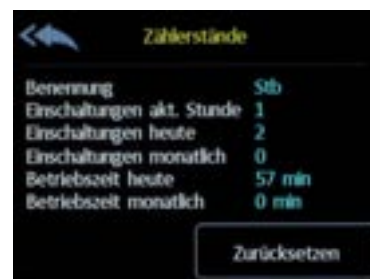 Zählerstände
Benennung Stb
Einschaltungen akt. Stunde 1
Einschaltungen heute 2
Einschaltungen monatlich 0
Betriebszeit heute 57 min
Betriebszeit monatlich 0 min
Zurücksetzen